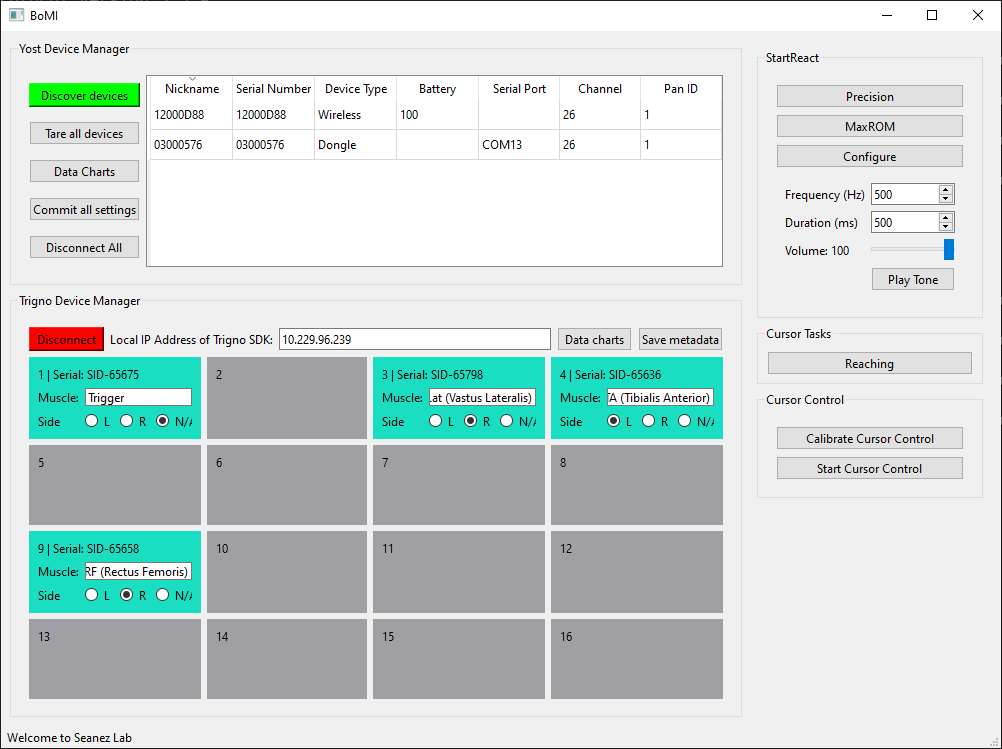 BoMI
Yost Device Manager
Discover devices
Tare all devices
Data Charts
Commit all settings
Disconnect All
Nickname Serial Number Device Type Battery Serial Port Channel Pan ID
12000D88 12000D88 Wireless 100 26 1
03000576 03000576 Dongle COM13 26 1
Trigno Device Manager
Disconnect Local IP Address of Trigno SDK: 10.229.96.239 Data charts Save metadata
1 | Serial: SID-65675
Muscle: Trigger
Side L R N/A
2
3 | Serial: SID-65798
Muscle: .at (Vastus Lateralis)
Side L R N/A
4 | Serial: SID-65636
Muscle: TA (Tibialis Anterior)
Side L R N/A
5
6
7
8
9 | Serial: SID-65658
Muscle: RF (Rectus Femoris)
Side L R N/A
10
11
12
13
14
15
16
StartReact
Precision
MaxROM
Configure
Frequency (Hz) 500
Duration (ms) 500
Volume: 100
Play Tone
Cursor Tasks
Reaching
Cursor Control
Calibrate Cursor Control
Start Cursor Control
Welcome to Seanez Lab